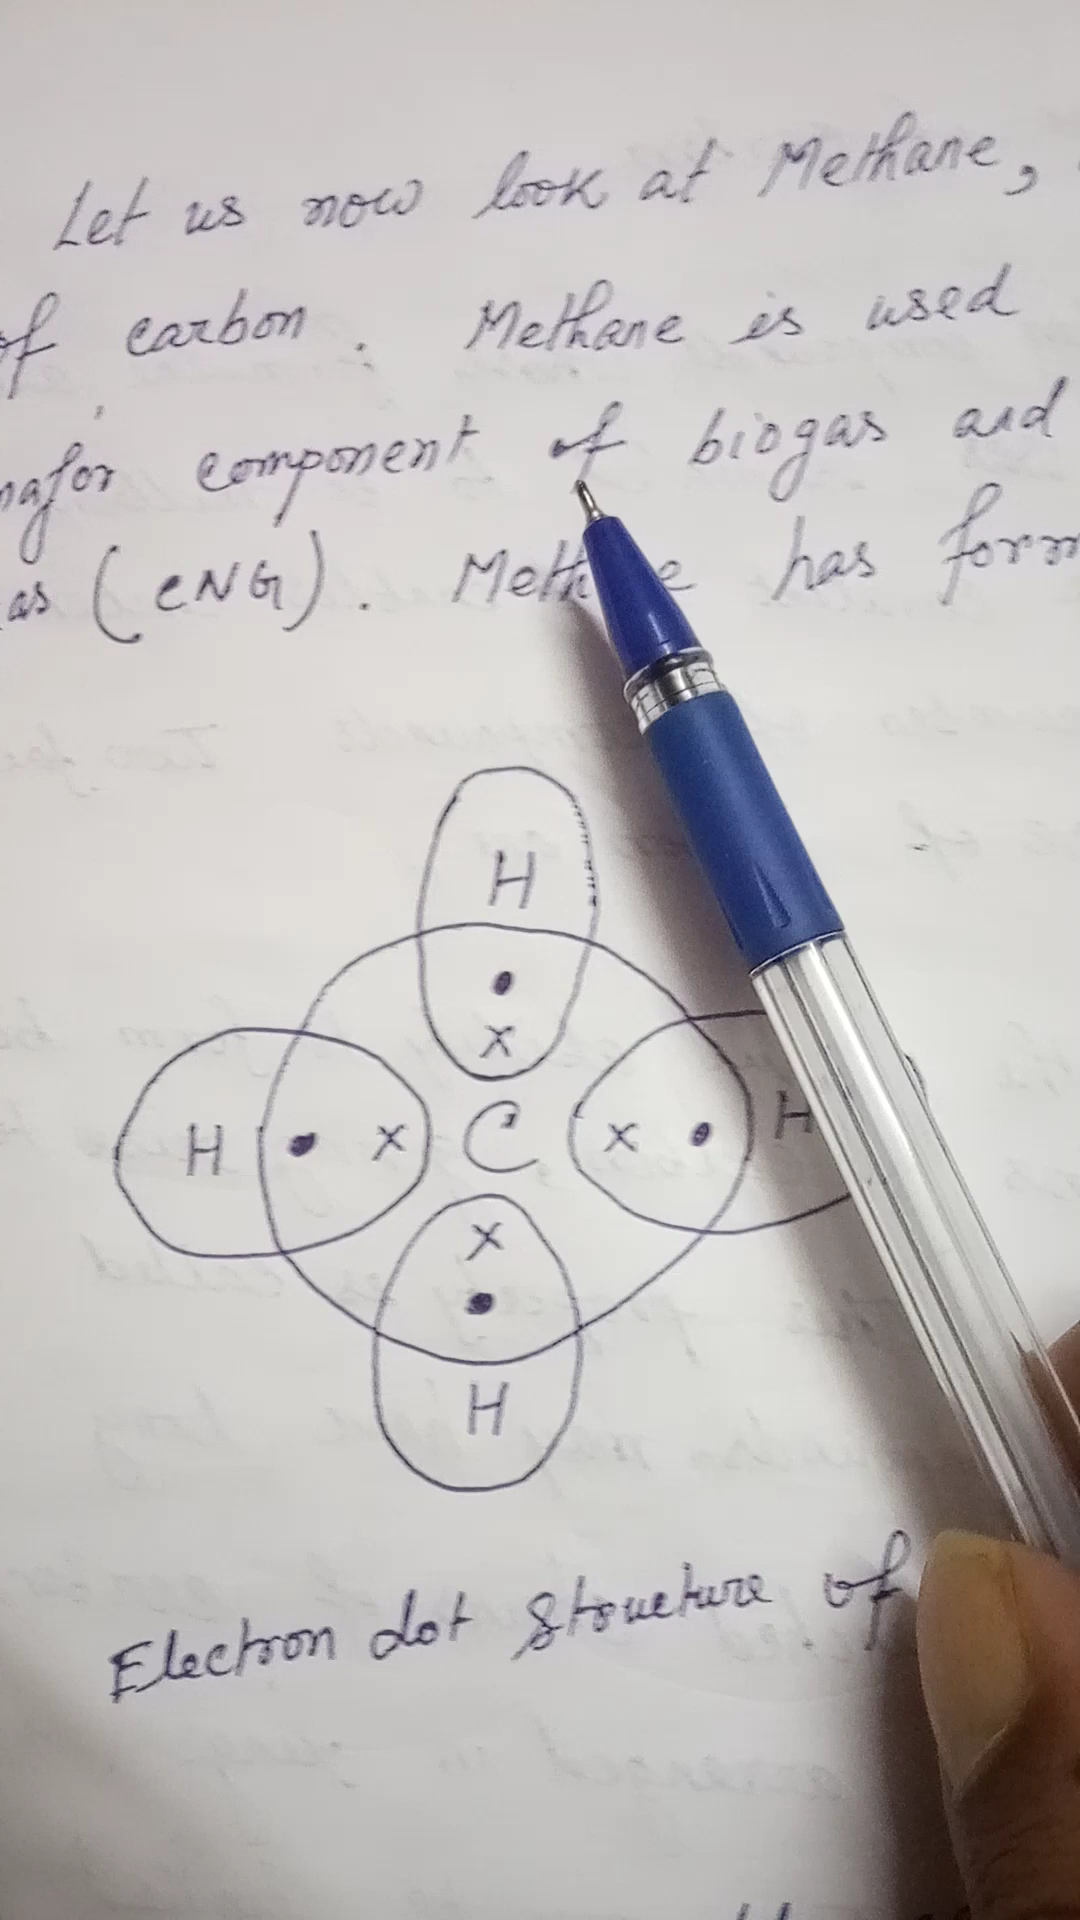 Let us now look at Methane,
of carbon. Methane is used
component of biogas and
(CNG). has
H
•
x
H • x C x • H
x
•
H
Electron dot Structure of